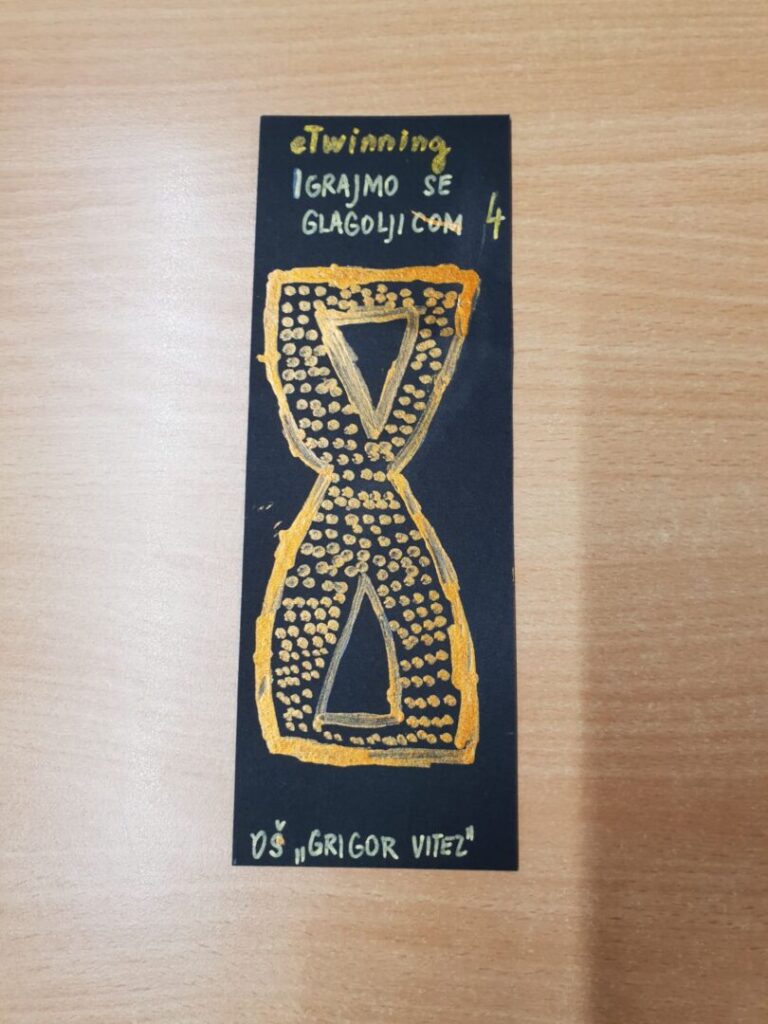 eTwinning
IGRAJMO SE
GLAGOLJICOM 4
OŠ „GRIGOR VITEZ"